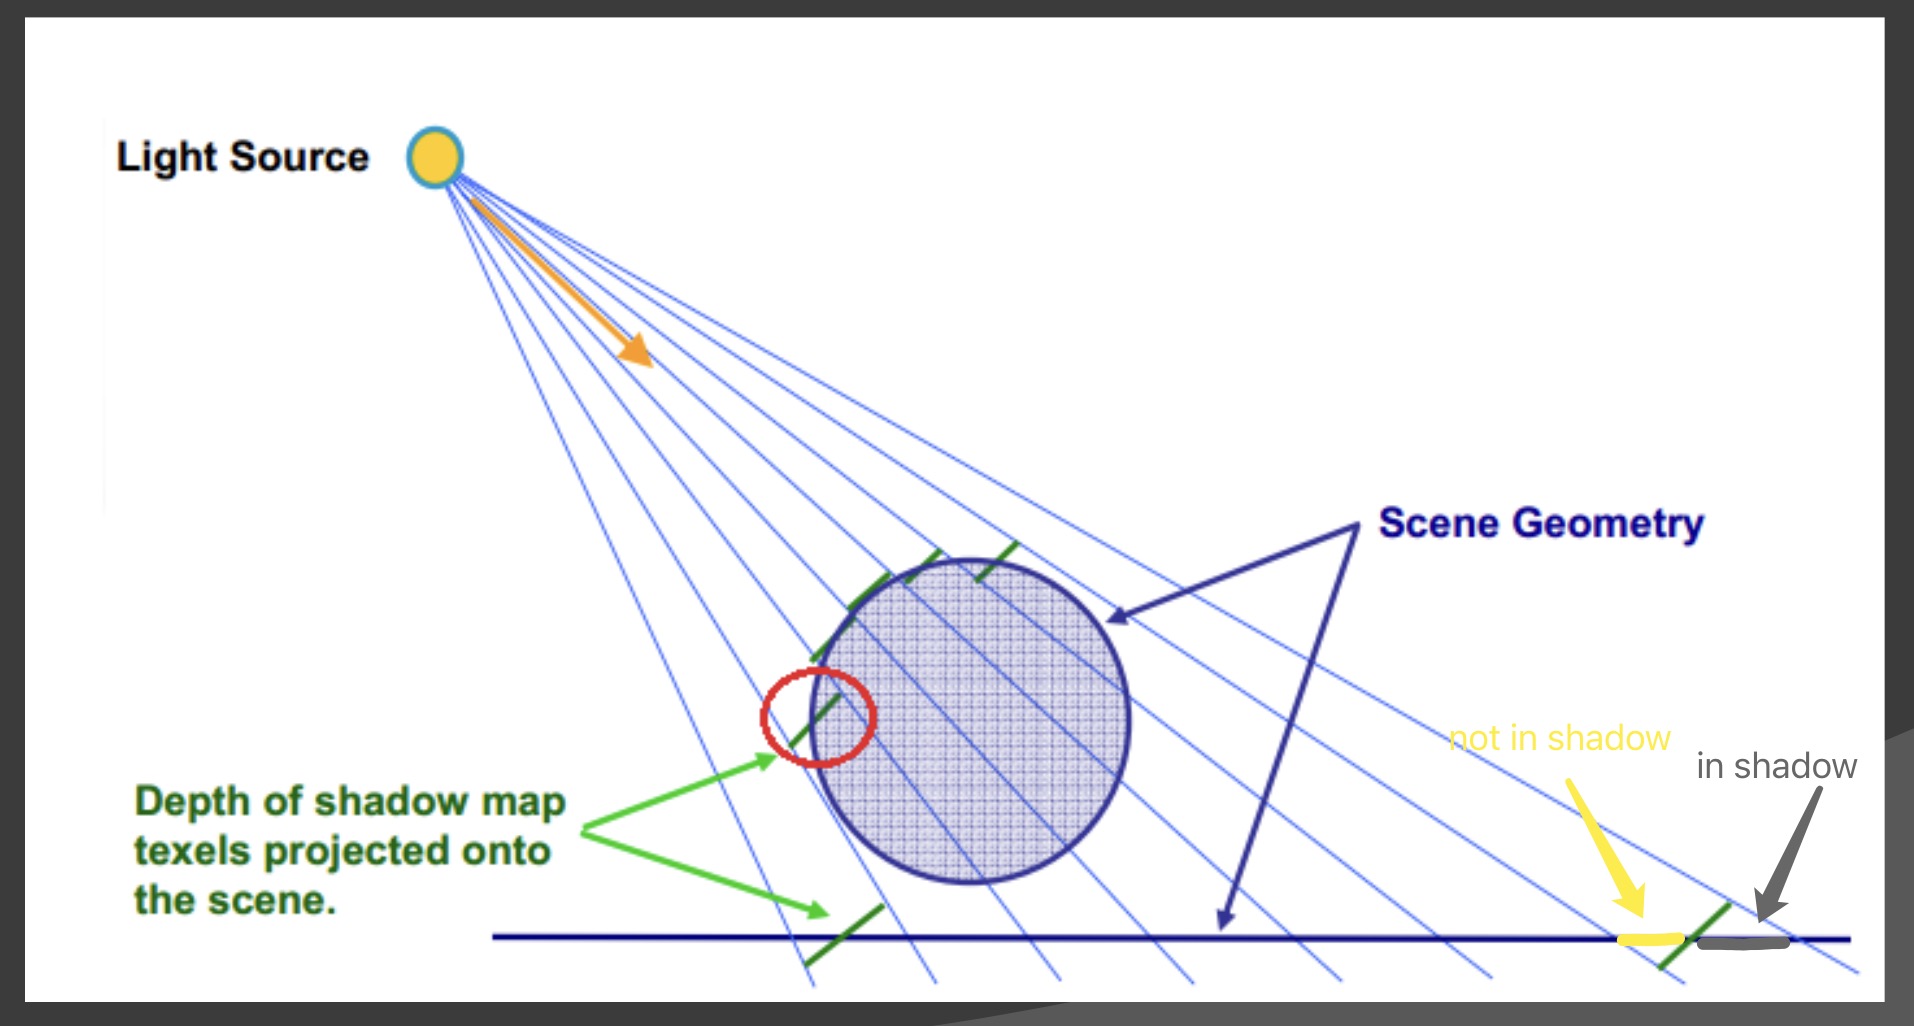 Light Source
Scene Geometry
not in shadow
in shadow
Depth of shadow map
texels projected onto
the scene.